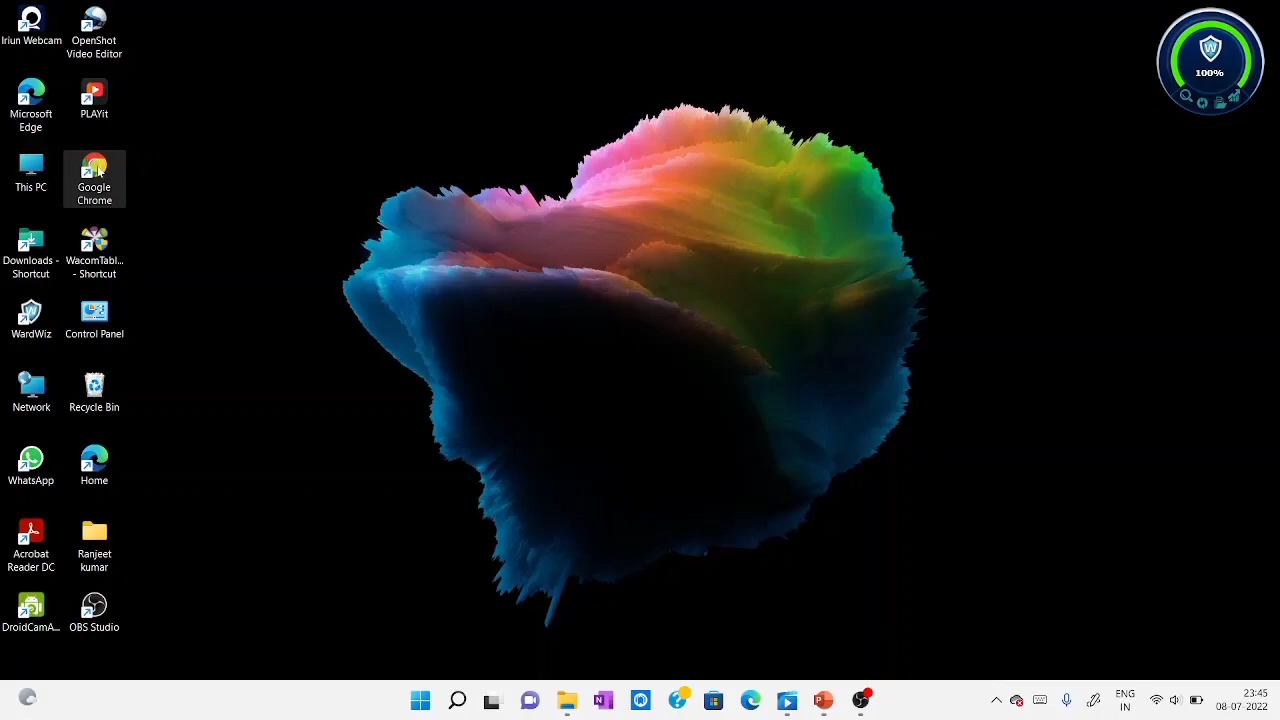 Iriun Webcam
OpenShot
Video Editor
Microsoft
Edge
PLAYit
This PC
Google
Chrome
Downloads -
Shortcut
WacomTabl...
- Shortcut
WardWiz
Control Panel
Network
Recycle Bin
WhatsApp
Home
Acrobat
Reader DC
Ranjeet
kumar
DroidCamA...
OBS Studio
W
100%
ENG
IN
23:45
08-07-2022